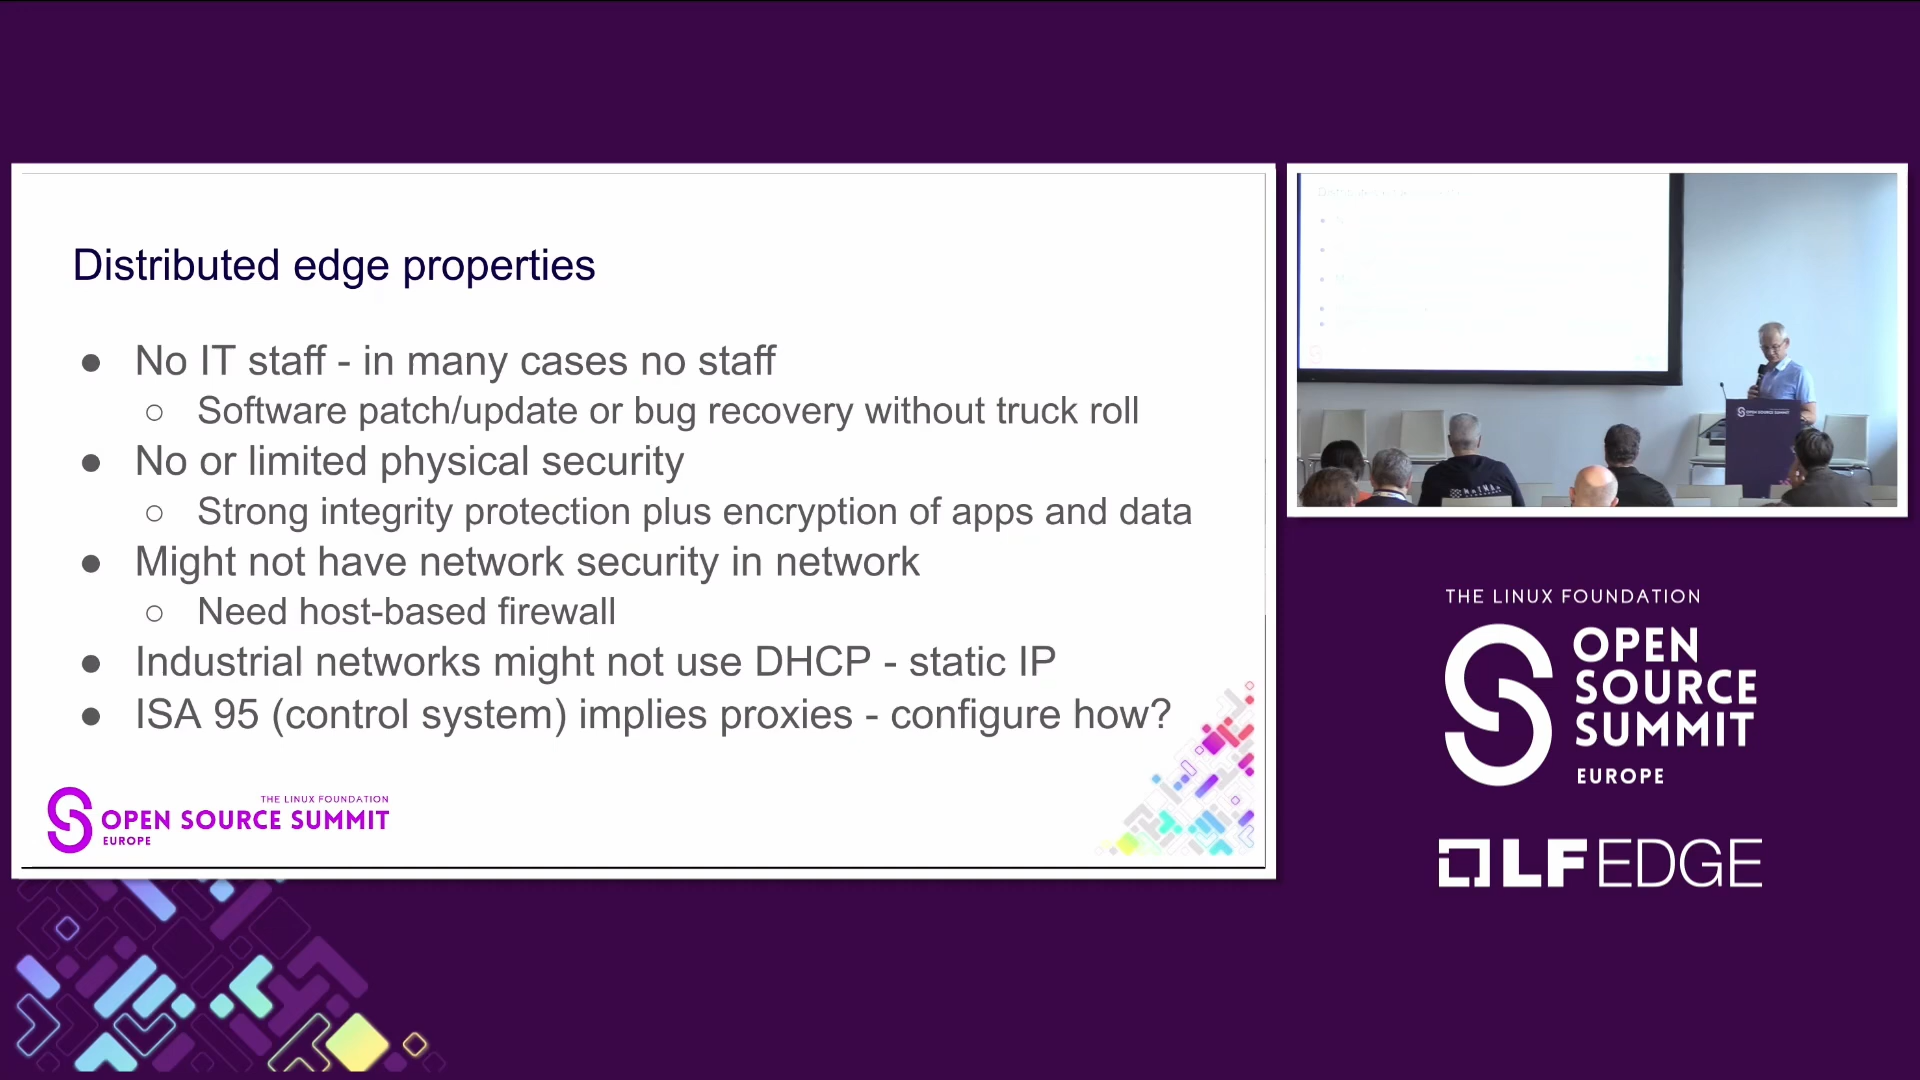 Distributed edge properties
● No IT staff - in many cases no staff
○ Software patch/update or bug recovery without truck roll
● No or limited physical security
○ Strong integrity protection plus encryption of apps and data
● Might not have network security in network
○ Need host-based firewall
● Industrial networks might not use DHCP - static IP
● ISA 95 (control system) implies proxies - configure how?
THE LINUX FOUNDATION
OPEN SOURCE SUMMIT
EUROPE
OPEN SOURCE SUMMIT
THE LINUX FOUNDATION
OPEN
SOURCE
SUMMIT
EUROPE
LF EDGE